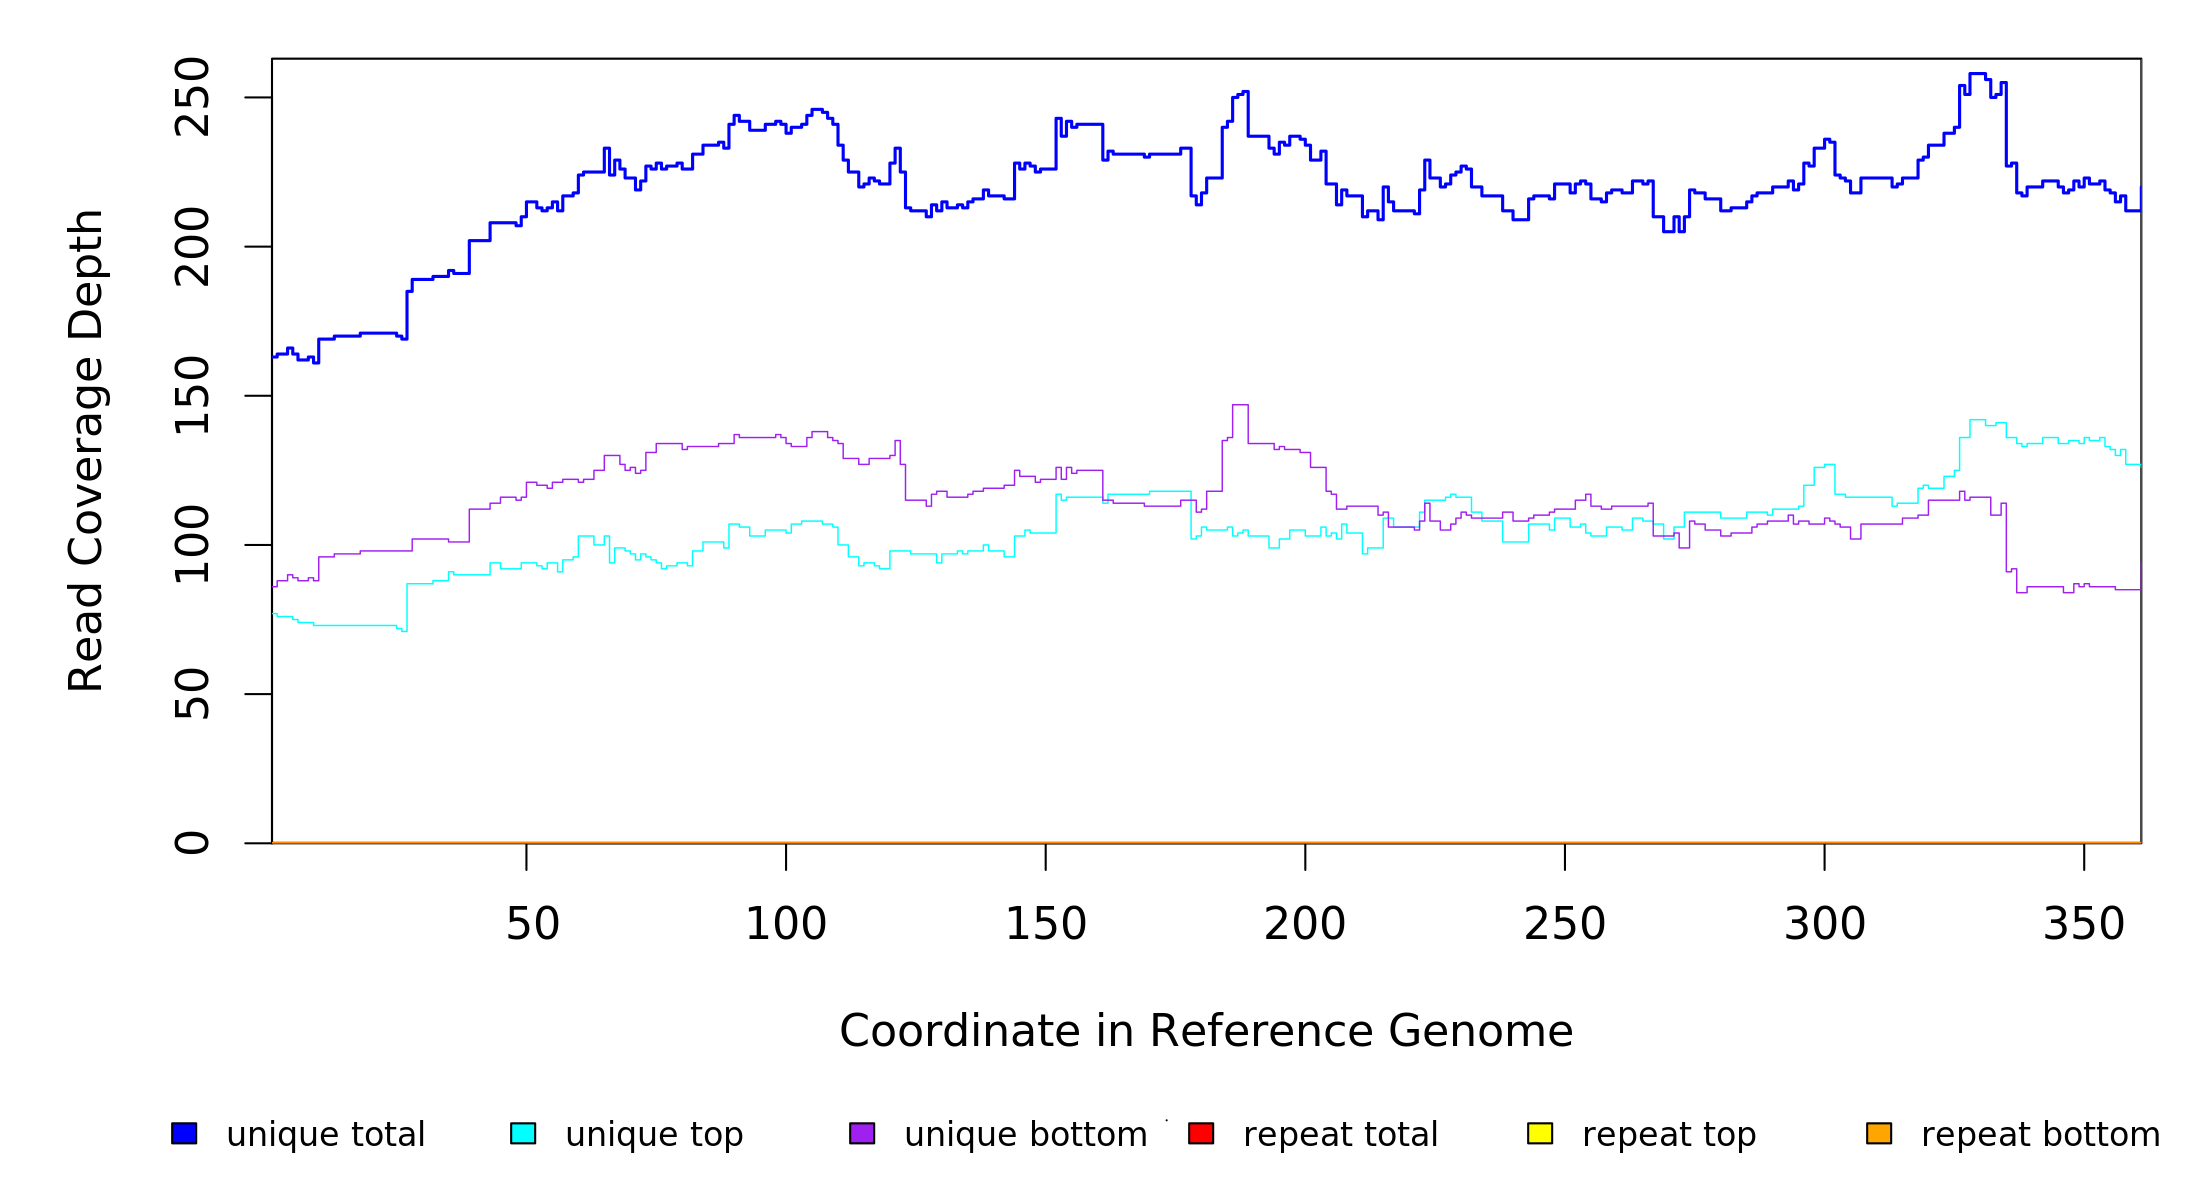 Read Coverage Depth
250
200
150
100
50
0
50 100 150 200 250 300 350
Coordinate in Reference Genome
unique total unique top unique bottom repeat total repeat top repeat bottom